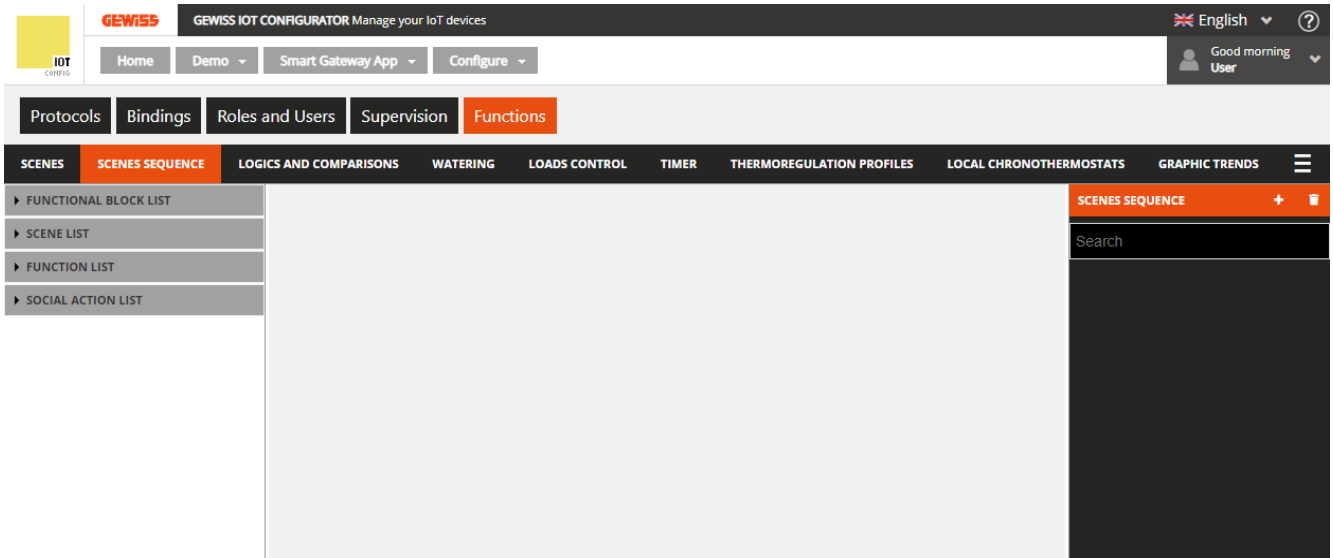 GEWISS GEWISS IOT CONFIGURATOR Manage your IoT devices English ?
IOT
CONFIG
Home Demo Smart Gateway App Configure
Good morning
User
Protocols Bindings Roles and Users Supervision Functions
SCENES SCENES SEQUENCE LOGICS AND COMPARISONS WATERING LOADS CONTROL TIMER THERMOREGULATION PROFILES LOCAL CHRONOTHERMOSTATS GRAPHIC TRENDS
FUNCTIONAL BLOCK LIST
SCENE LIST
FUNCTION LIST
SOCIAL ACTION LIST
SCENES SEQUENCE +
Search